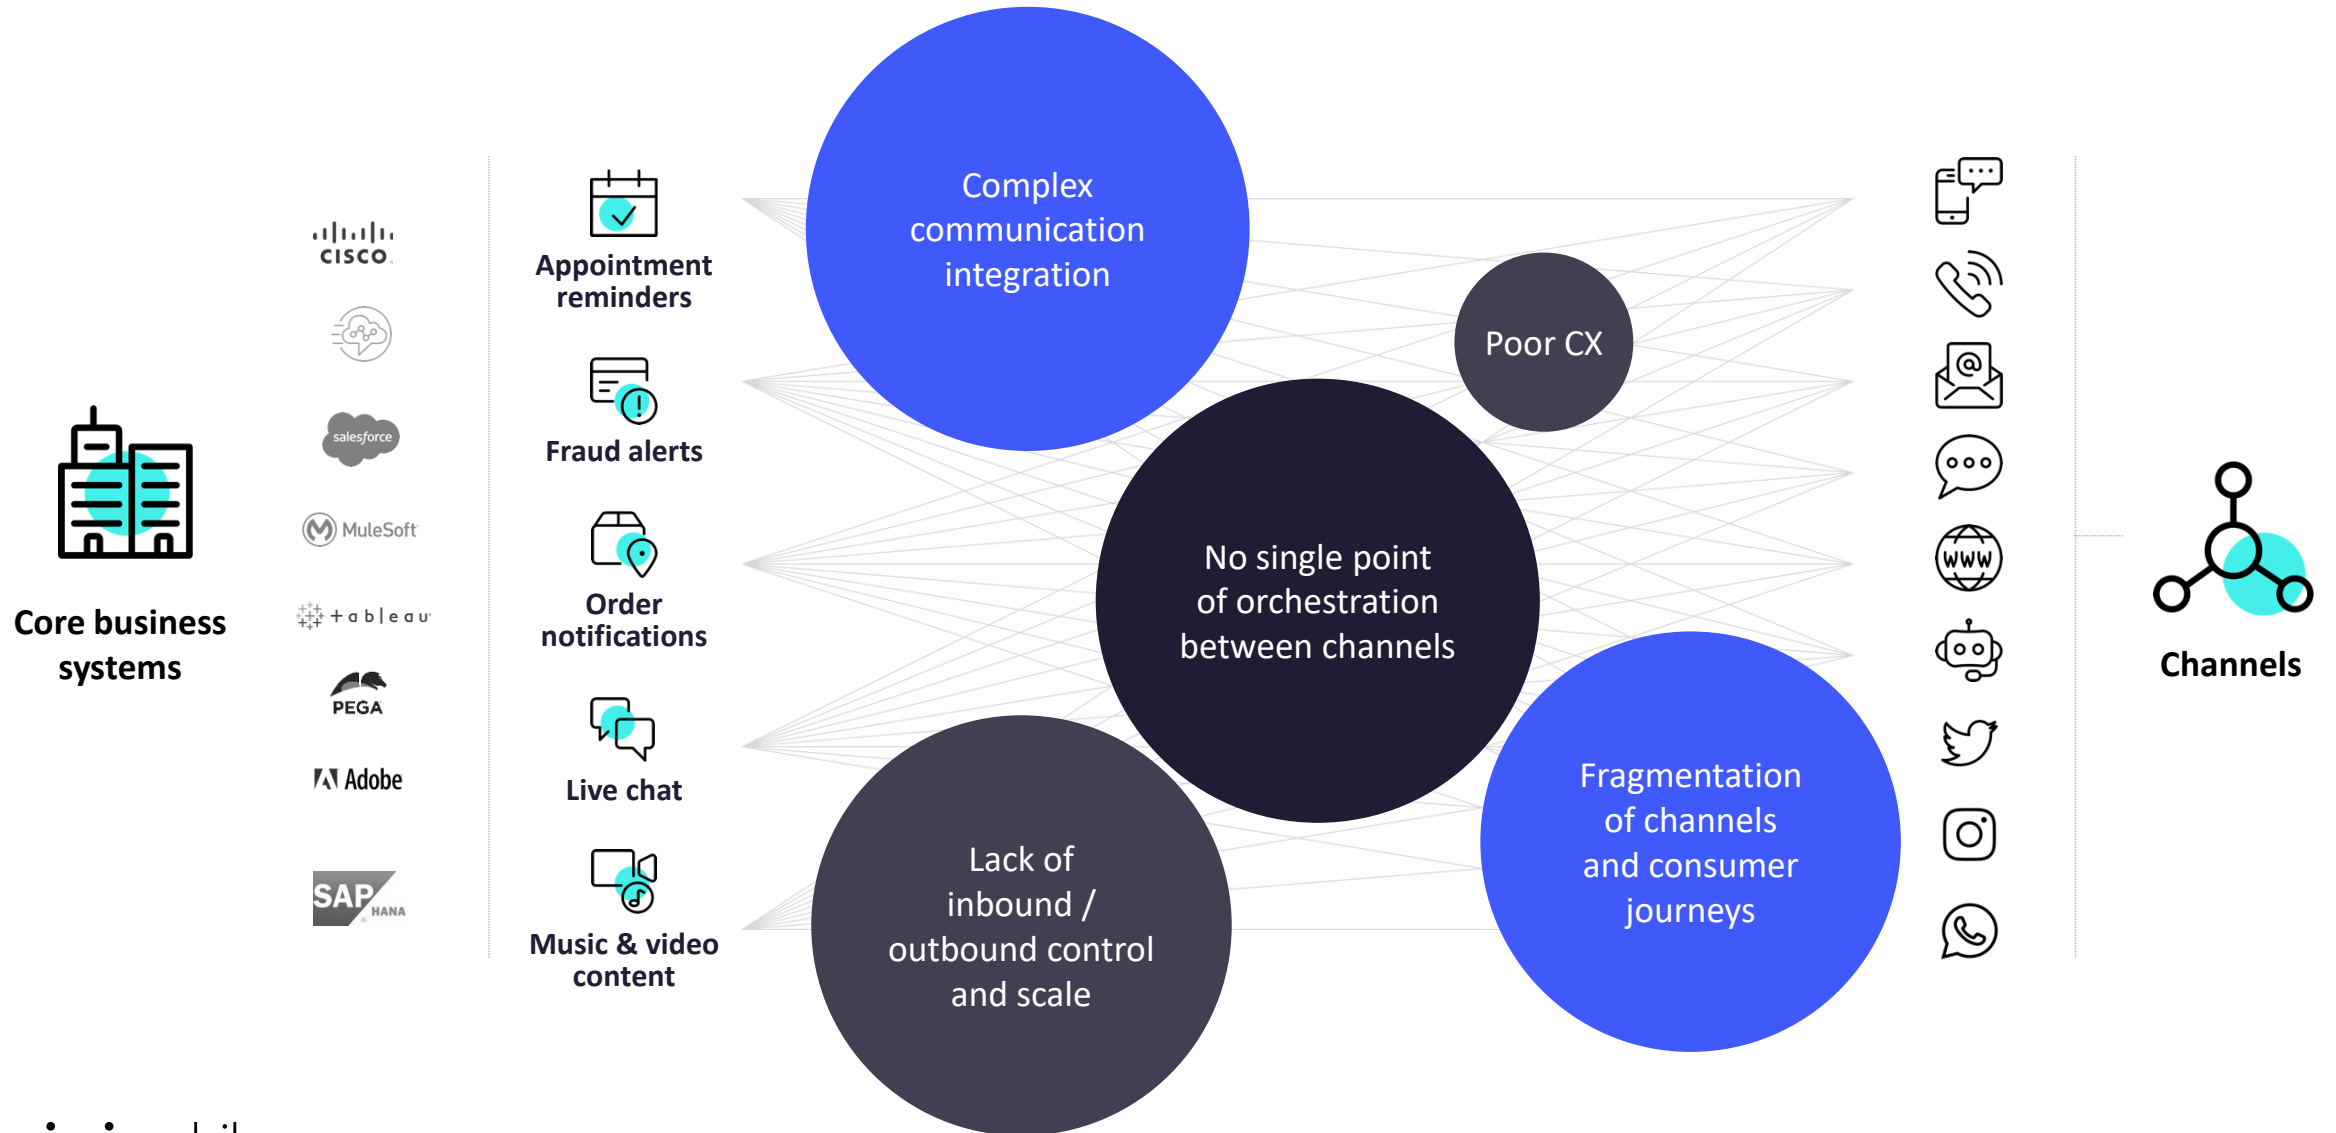 Core business
systems
CISCO
salesforce
MuleSoft
+ableau
PEGA
Adobe
SAP
HANA
Appointment
reminders
Fraud alerts
Order
notifications
Live chat
Music & video
content
Complex
communication
integration
Poor CX
No single point
of orchestration
between channels
Lack of
inbound /
outbound control
and scale
Fragmentation
of channels
and consumer
journeys
@
WWW
Channels